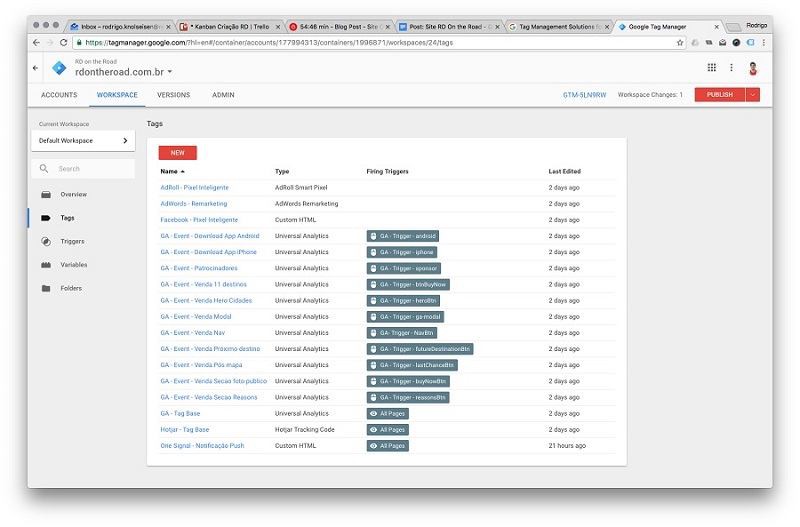 Inbox – rodrigo.knolseisen@
* Kanban Criação RD | Trello
54:46 min – Blog Post - Site
Post: Site RD On the Road - G
Tag Management Solutions fo
Google Tag Manager
Rodrigo
https://tagmanager.google.com/?hl=en#/container/accounts/177994313/containers/1996871/workspaces/24/tags
RD on the Road
rdontheroad.com.br
ACCOUNTS WORKSPACE VERSIONS ADMIN GTM-5LN9RW Workspace Changes: 1 PUBLISH
Current Workspace
Default Workspace
Search
Overview
Tags
Triggers
Variables
Folders
Tags
NEW
Name Type Firing Triggers Last Edited
AdRoll - Pixel Inteligente AdRoll Smart Pixel 2 days ago
AdWords - Remarketing AdWords Remarketing 2 days ago
Facebook - Pixel Inteligente Custom HTML 2 days ago
GA - Event - Download App Android Universal Analytics GA - Trigger - android 2 days ago
GA - Event - Download App iPhone Universal Analytics GA - Trigger - iphone 2 days ago
GA - Event - Patrocinadores Universal Analytics GA - Trigger - sponsor 2 days ago
GA - Event - Venda 11 destinos Universal Analytics GA - Trigger - btnBuyNow 2 days ago
GA - Event - Venda Hero Cidades Universal Analytics GA - Trigger - heroBtn 2 days ago
GA - Event - Venda Modal Universal Analytics GA - Trigger - ga-modal 2 days ago
GA - Event - Venda Nav Universal Analytics GA- Trigger - NavBtn 2 days ago
GA - Event - Venda Proximo destino Universal Analytics GA - Trigger - futureDestinationBtn 2 days ago
GA - Event - Venda Pós mapa Universal Analytics GA - Trigger - lastChanceBtn 2 days ago
GA - Event - Venda Secao foto publico Universal Analytics GA - Trigger - buyNowBtn 2 days ago
GA - Event - Venda Secao Reasons Universal Analytics GA - Trigger - reasonsBtn 2 days ago
GA - Tag Base Universal Analytics All Pages 2 days ago
Hotjar - Tag Base Hotjar Tracking Code All Pages 2 days ago
One Signal - Notificação Push Custom HTML All Pages 21 hours ago